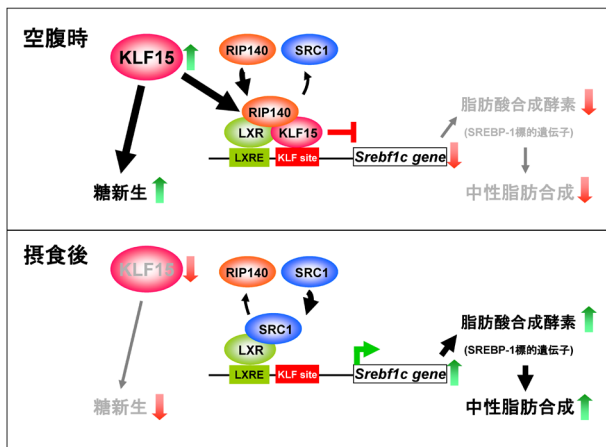 空腹時
KLF15
RIP140
SRC1
RIP140
LXR
KLF15
LXRE
KLF site
Srebf1c gene
脂肪酸合成酵素
(SREBP-1標的遺伝子)
中性脂肪合成
糖新生
摂食後
KLF15
RIP140
SRC1
SRC1
LXR
LXRE
KLF site
Srebf1c gene
脂肪酸合成酵素
(SREBP-1標的遺伝子)
中性脂肪合成
糖新生